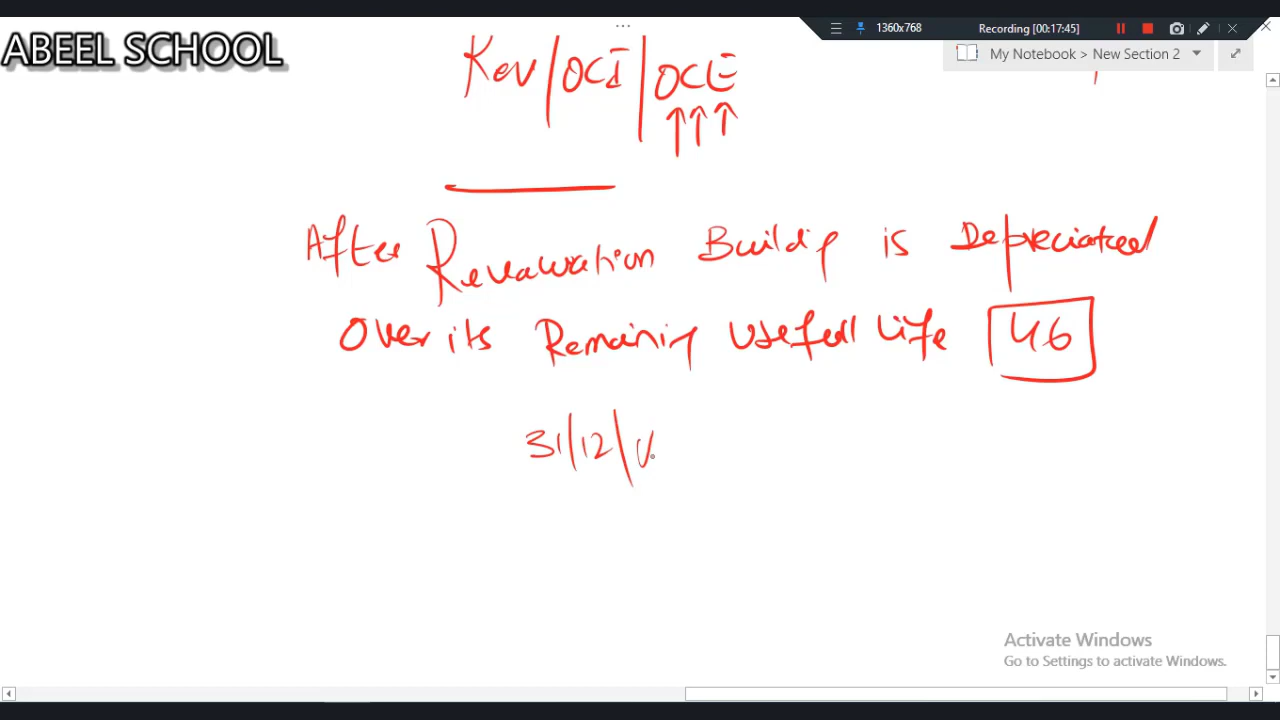 ABEEL SCHOOL
1360x768
Recording [00:17:45]
My Notebook > New Section 2
Rev/OCI/OCE
After Revaluation Building is Depreciated
Over its Remaining Useful Life 46
31/12/
Activate Windows
Go to Settings to activate Windows.